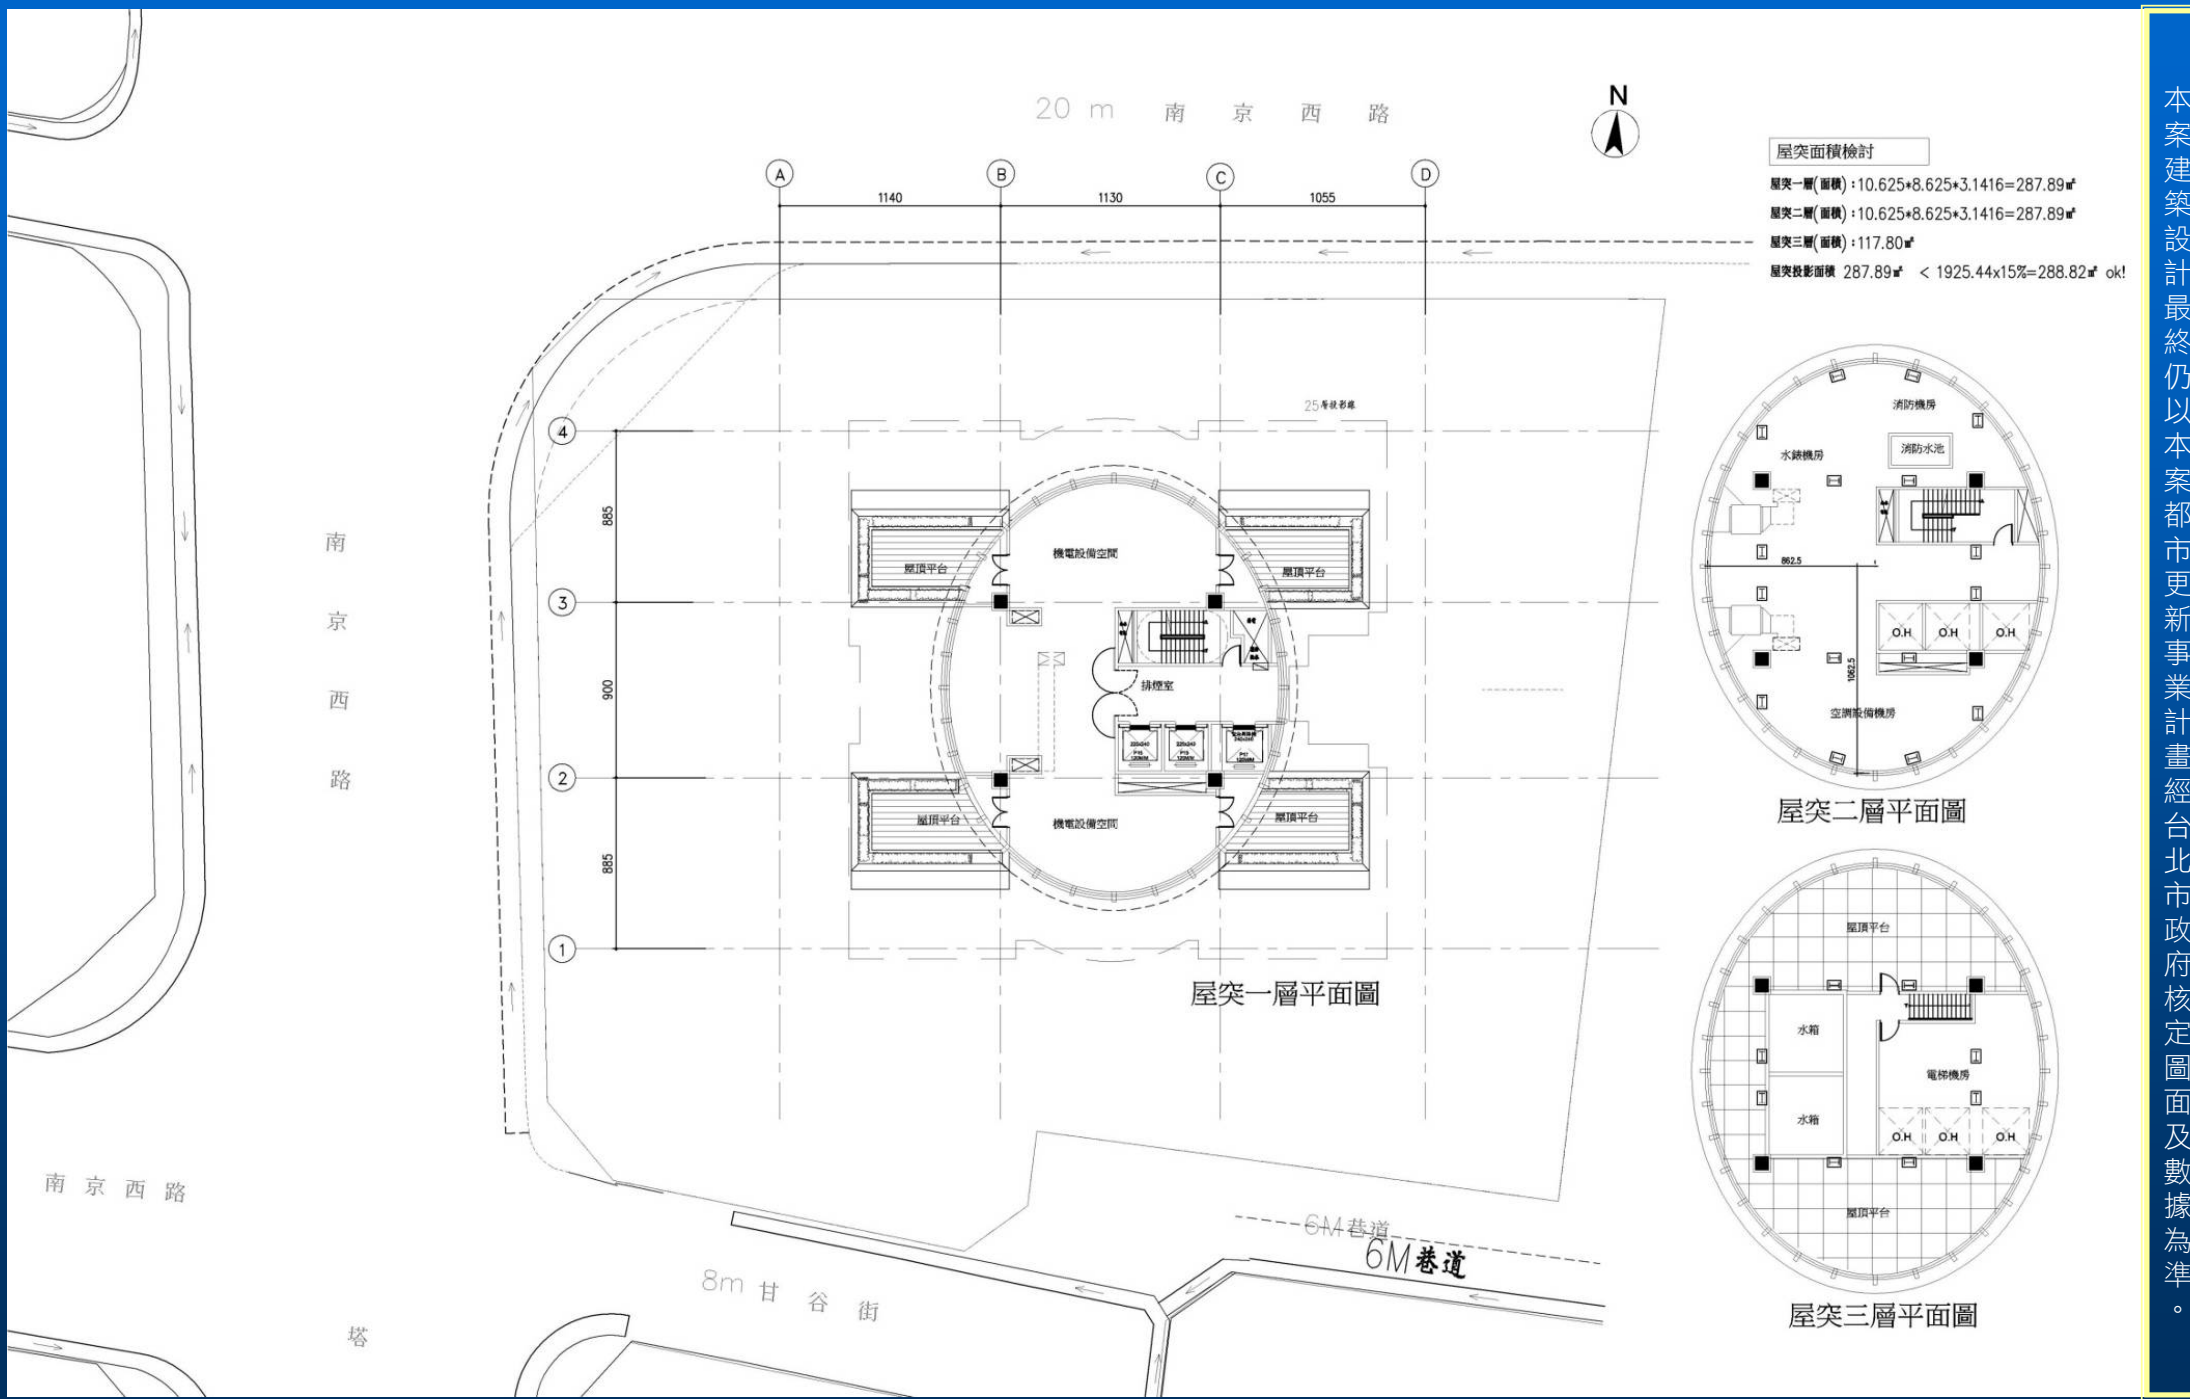 20 m 南京西路
N
屋突面積檢討
屋突一層(面積):10.625*8.625*3.1416=287.89㎡
屋突二層(面積):10.625*8.625*3.1416=287.89㎡
屋突三層(面積):117.80㎡
屋突投影面積 287.89㎡ < 1925.44x15%=288.82㎡ ok!
A
B
C
D
1140
1130
1055
25層投影線
4
3
2
1
885
900
885
機電設備空間
屋頂平台
屋頂平台
排煙室
屋頂平台
屋頂平台
機電設備空間
屋突一層平面圖
消防機房
消防水池
水錶機房
862.5
1062.5
O.H
O.H
O.H
空調設備機房
屋突二層平面圖
屋頂平台
水箱
水箱
電梯機房
O.H
O.H
O.H
屋頂平台
屋突三層平面圖
南京西路
南京西路
塔
8m 甘谷街
6M巷道
6M巷道
本案建築設計最終仍以本案都市更新事業計畫經台北市政府核定圖面及數據為準。